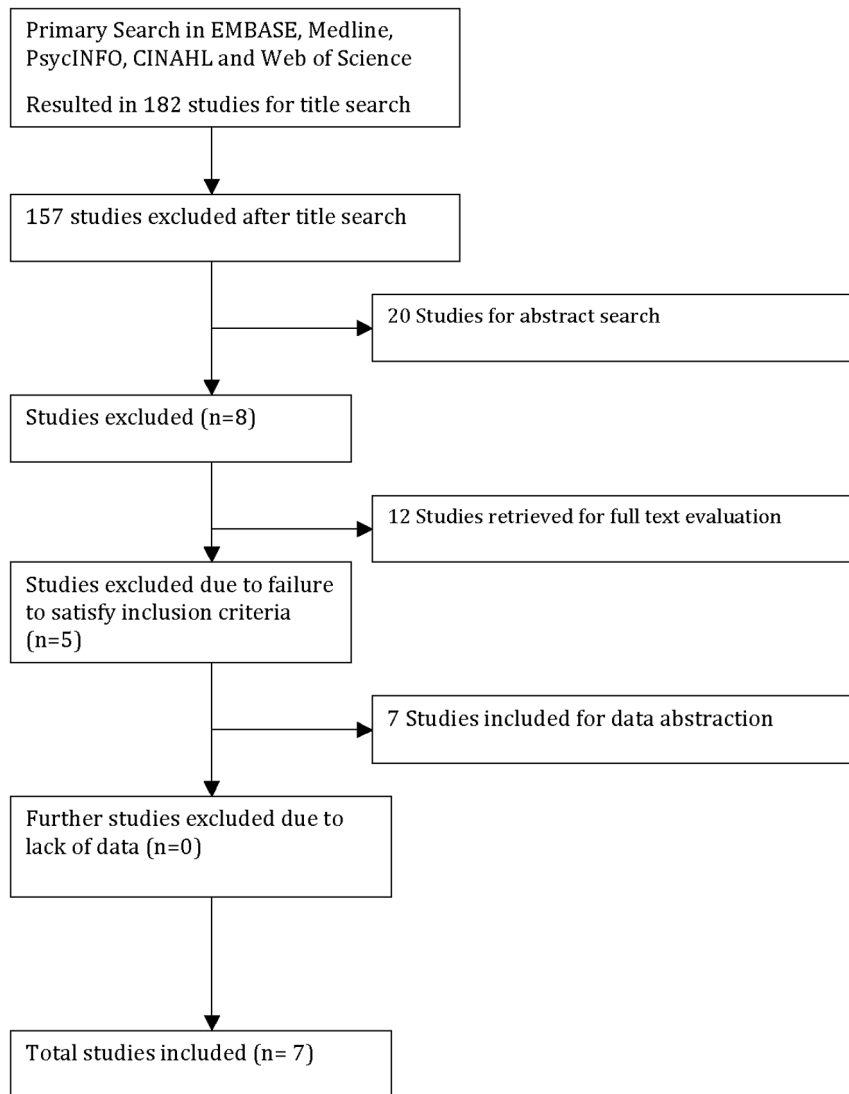 Primary Search in EMBASE, Medline,
PsycINFO, CINAHL and Web of Science
Resulted in 182 studies for title search
157 studies excluded after title search
20 Studies for abstract search
Studies excluded (n=8)
12 Studies retrieved for full text evaluation
Studies excluded due to failure
to satisfy inclusion criteria
(n=5)
7 Studies included for data abstraction
Further studies excluded due to
lack of data (n=0)
Total studies included (n= 7)